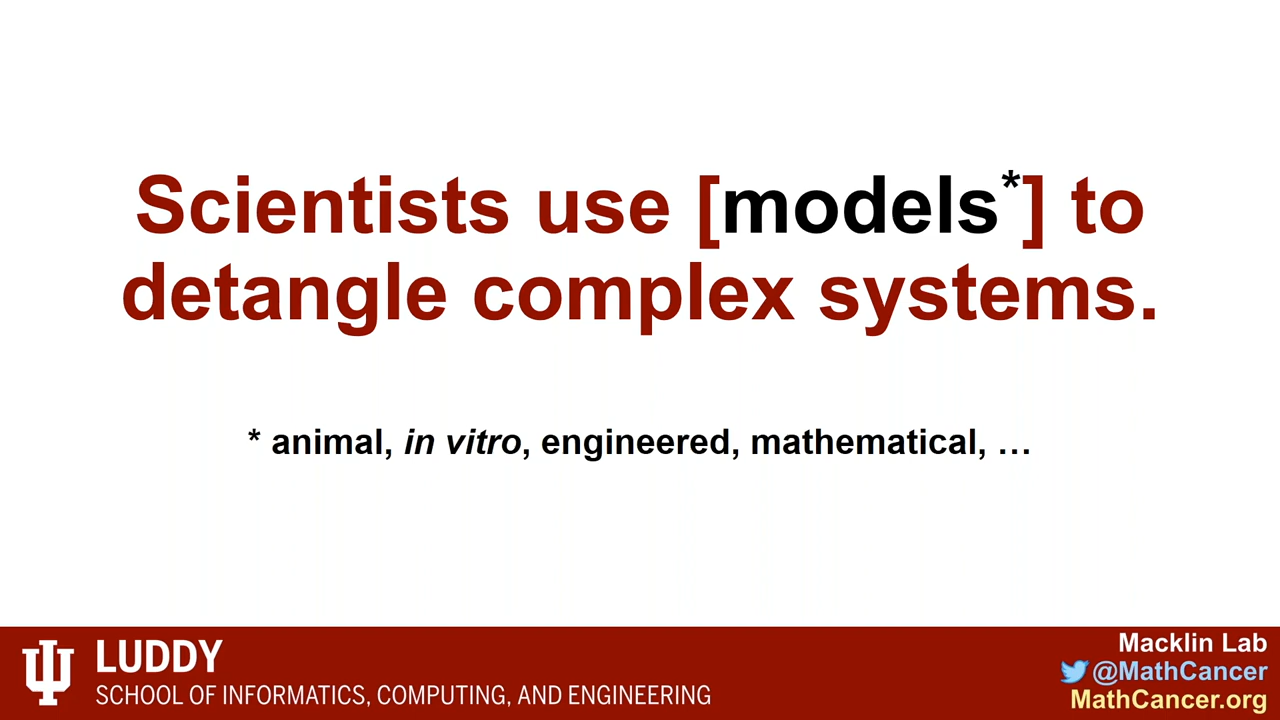 Scientists use [models*] to
detangle complex systems.
* animal, in vitro, engineered, mathematical, …
LUDDY
SCHOOL OF INFORMATICS, COMPUTING, AND ENGINEERING
Macklin Lab
@MathCancer
MathCancer.org